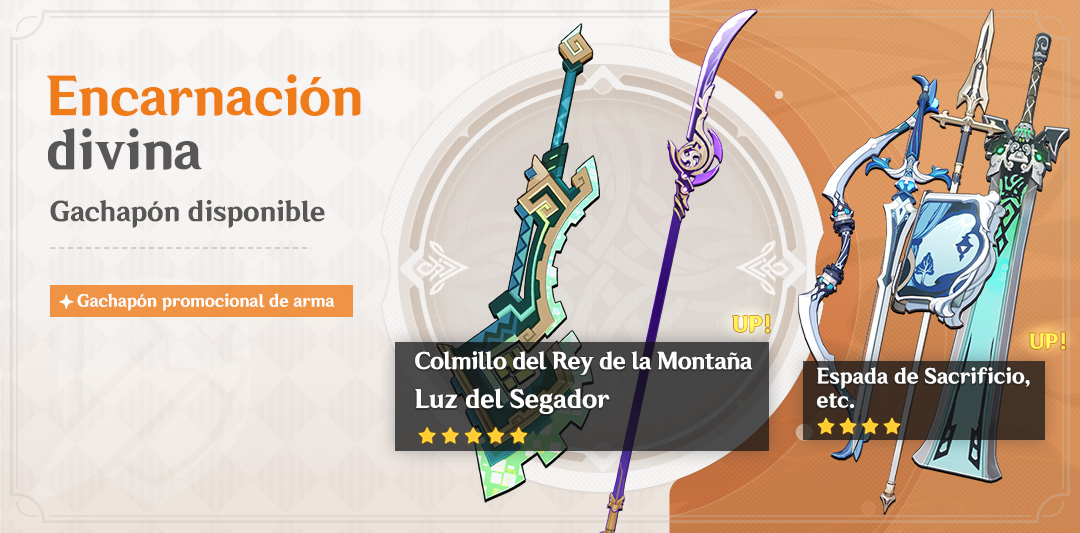 Encarnación
divina
Gachapón disponible
Gachapón promocional de arma
UP!
Colmillo del Rey de la Montaña
Luz del Segador
UP!
Espada de Sacrificio,
etc.